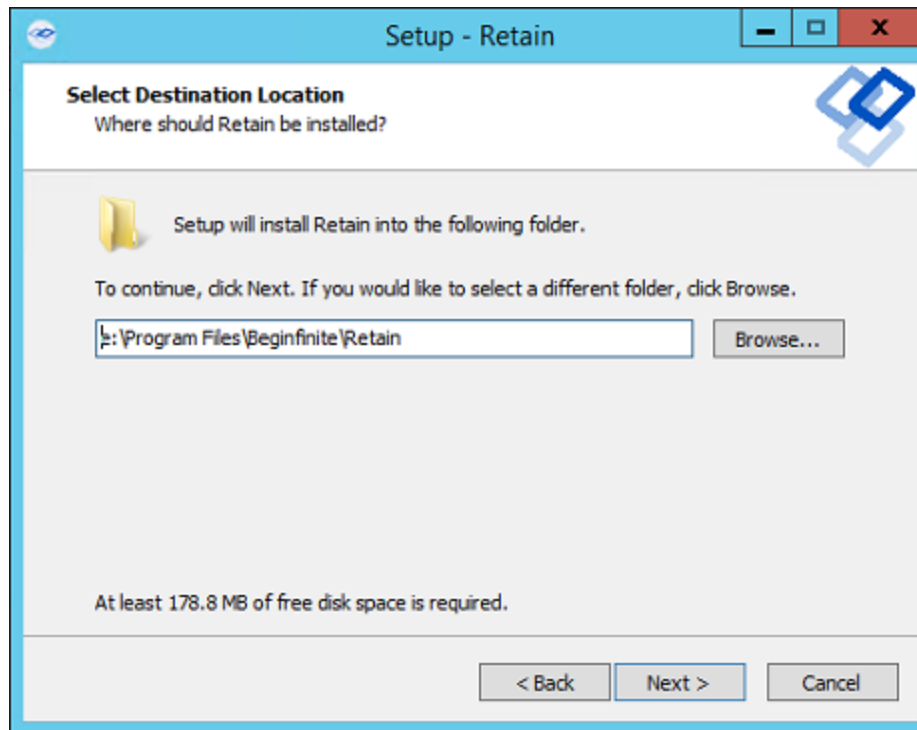 Setup - Retain
Select Destination Location
Where should Retain be installed?
Setup will install Retain into the following folder.
To continue, click Next. If you would like to select a different folder, click Browse.
e:\Program Files\Beginfinite\Retain
Browse...
At least 178.8 MB of free disk space is required.
< Back
Next >
Cancel